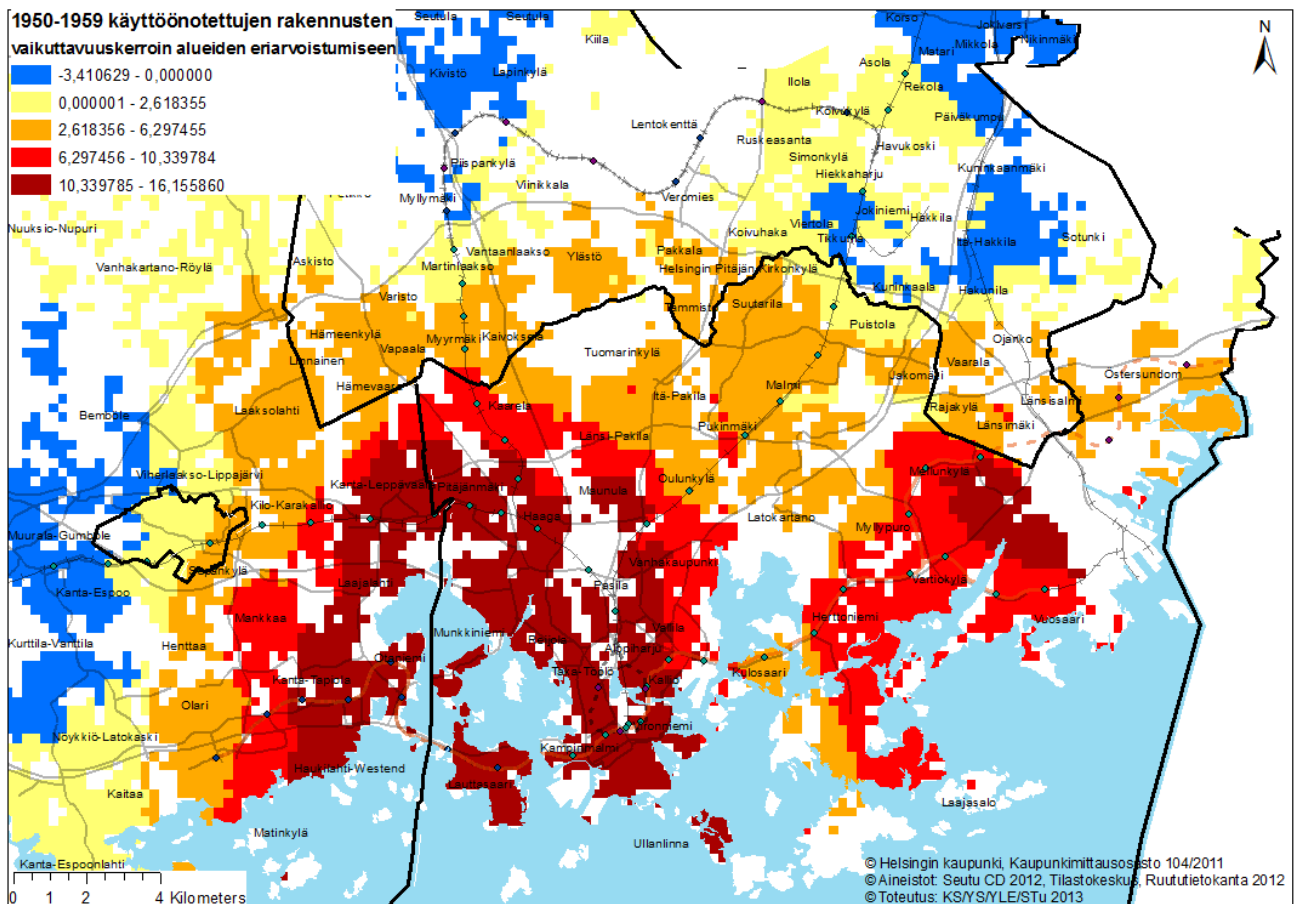 1950-1959 käyttöönotettujen rakennusten
vaikuttavuuskerroin alueiden eriarvoistumiseen
-3,410629 - 0,000000
0,000001 - 2,618355
2,618356 - 6,297455
6,297456 - 10,339784
10,339785 - 16,155860
N
Seutula
Seutula
Korso
Jokivarsi
Mikkola
Nikinmäki
Kiila
Matari
Kivistö
Lapinkylä
Asola
Ilola
Rekola
Koivukylä
Päiväkumpu
Lentokenttä
Ruskeasanta
Havukoski
Simonkylä
Kuninkaanmäki
Piispankylä
Hiekkaharju
Viinikkala
Myllymäki
Veromies
Jokiniemi
Viertola
Hakkila
Nuuksio-Nupuri
Koivuhaka
Tikkurila
Itä-Hakkila
Sotunki
Vantaanlaakso
Ylästö
Pakkala
Vanhakartano-Röylä
Askisto
Martinlaakso
Helsingin Pitäjän Kirkonkylä
Kuninkaala
Hakunila
Varisto
Tammisto
Suutarila
Puistola
Hämeenkylä
Myyrmäki
Kaivoksela
Ojanko
Vapaala
Tuomarinkylä
Linnainen
Vaarala
Östersundom
Hämevaara
Malmi
Jakomäki
Itä-Pakila
Länsisalmi
Laaksolahti
Kaarela
Rajakylä
Bemböle
Länsi-Pakila
Pukinmäki
Länsimäki
Viherlaakso-Lippajärvi
Mellunkylä
Kanta-Leppävaara
Pitäjänmäki
Maunula
Oulunkylä
Kilo-Karakallio
Haaga
Latokartano
Myllypuro
Muurala-Gumböle
Vanhakaupunki
Sepänkylä
Laajalahti
Pasila
Vartiokylä
Kanta-Espoo
Mankkaa
Herttoniemi
Vuosaari
Munkkiniemi
Vallila
Kurttila-Vanttila
Henttaa
Reijola
Alppiharju
Otaniemi
Taka-Töölö
Kulosaari
Kanta-Tapiola
Kallio
Olari
Nöykkiö-Latokaski
Kampinmalmi
Haukilahti-Westend
Lauttasaari
Kaitaa
Laajasalo
Matinkylä
Ullanlinna
Kanta-Espoonlahti
0 1 2 4 Kilometers
© Helsingin kaupunki, Kaupunkimittausosasto 104/2011
© Aineistot: Seutu CD 2012, Tilastokeskus, Ruututietokanta 2012
© Toteutus: KS/YS/YLE/STu 2013